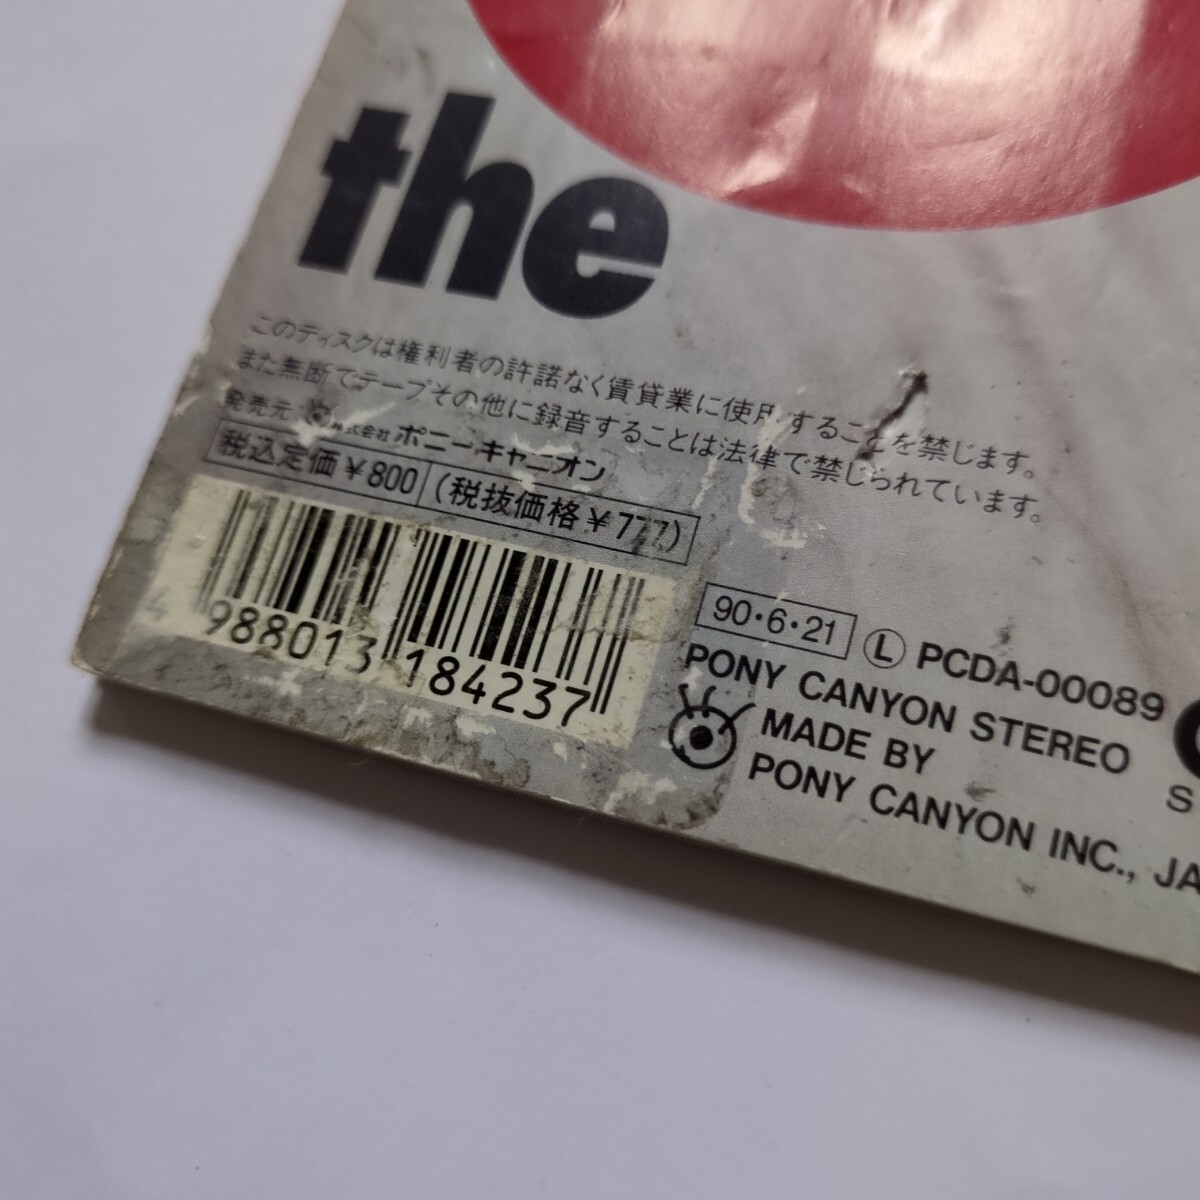 the
このディスクは権利者の許諾なく賃貸業に使用することを禁じます。
また無断でテープその他に録音することは法律で禁じられています。
発売元:株式会社ポニーキャニオン
税込定価¥800 (税抜価格¥777)
4 988013 184237
90・6・21 Ⓛ PCDA-00089
PONY CANYON STEREO
MADE BY
PONY CANYON INC., JA
S